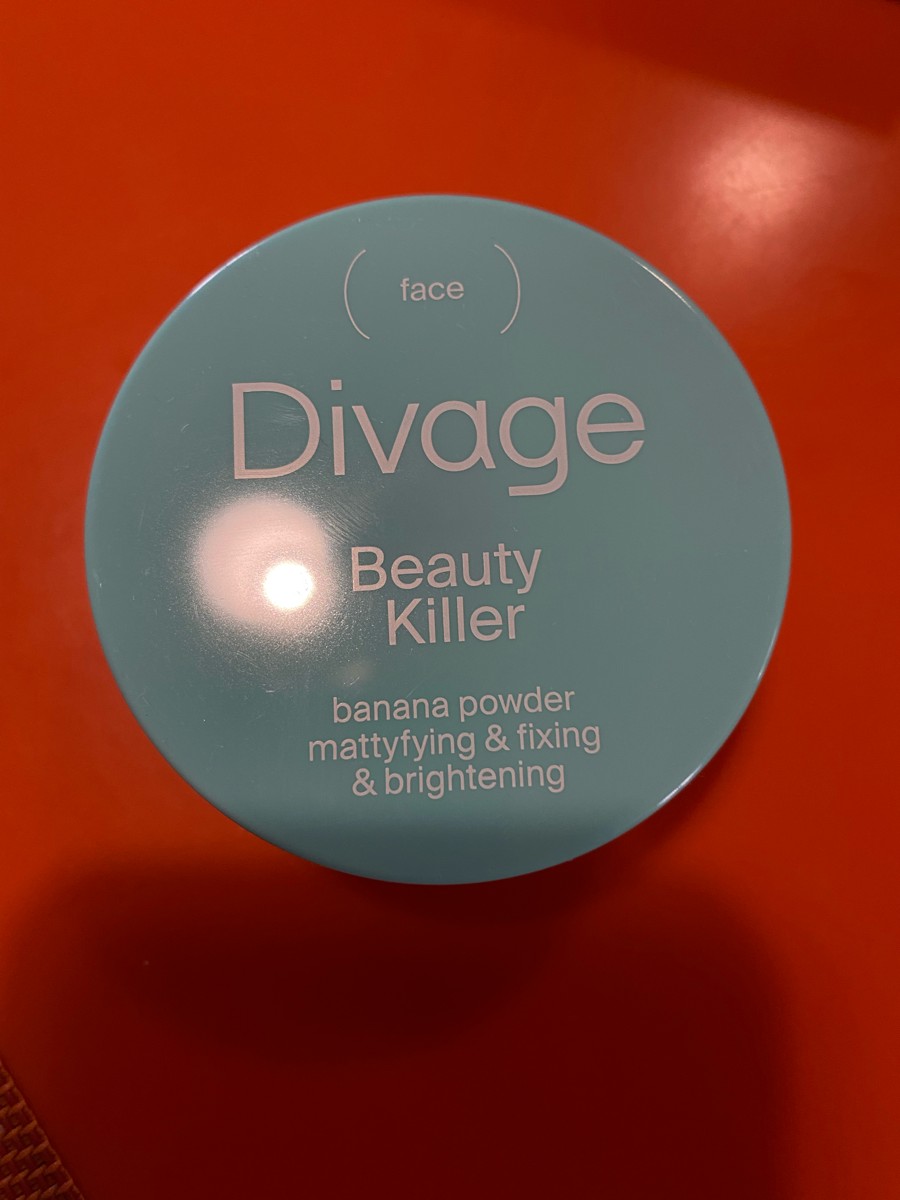 ( face )
Divage
Beauty
Killer
banana powder
mattyfying & fixing
& brightening